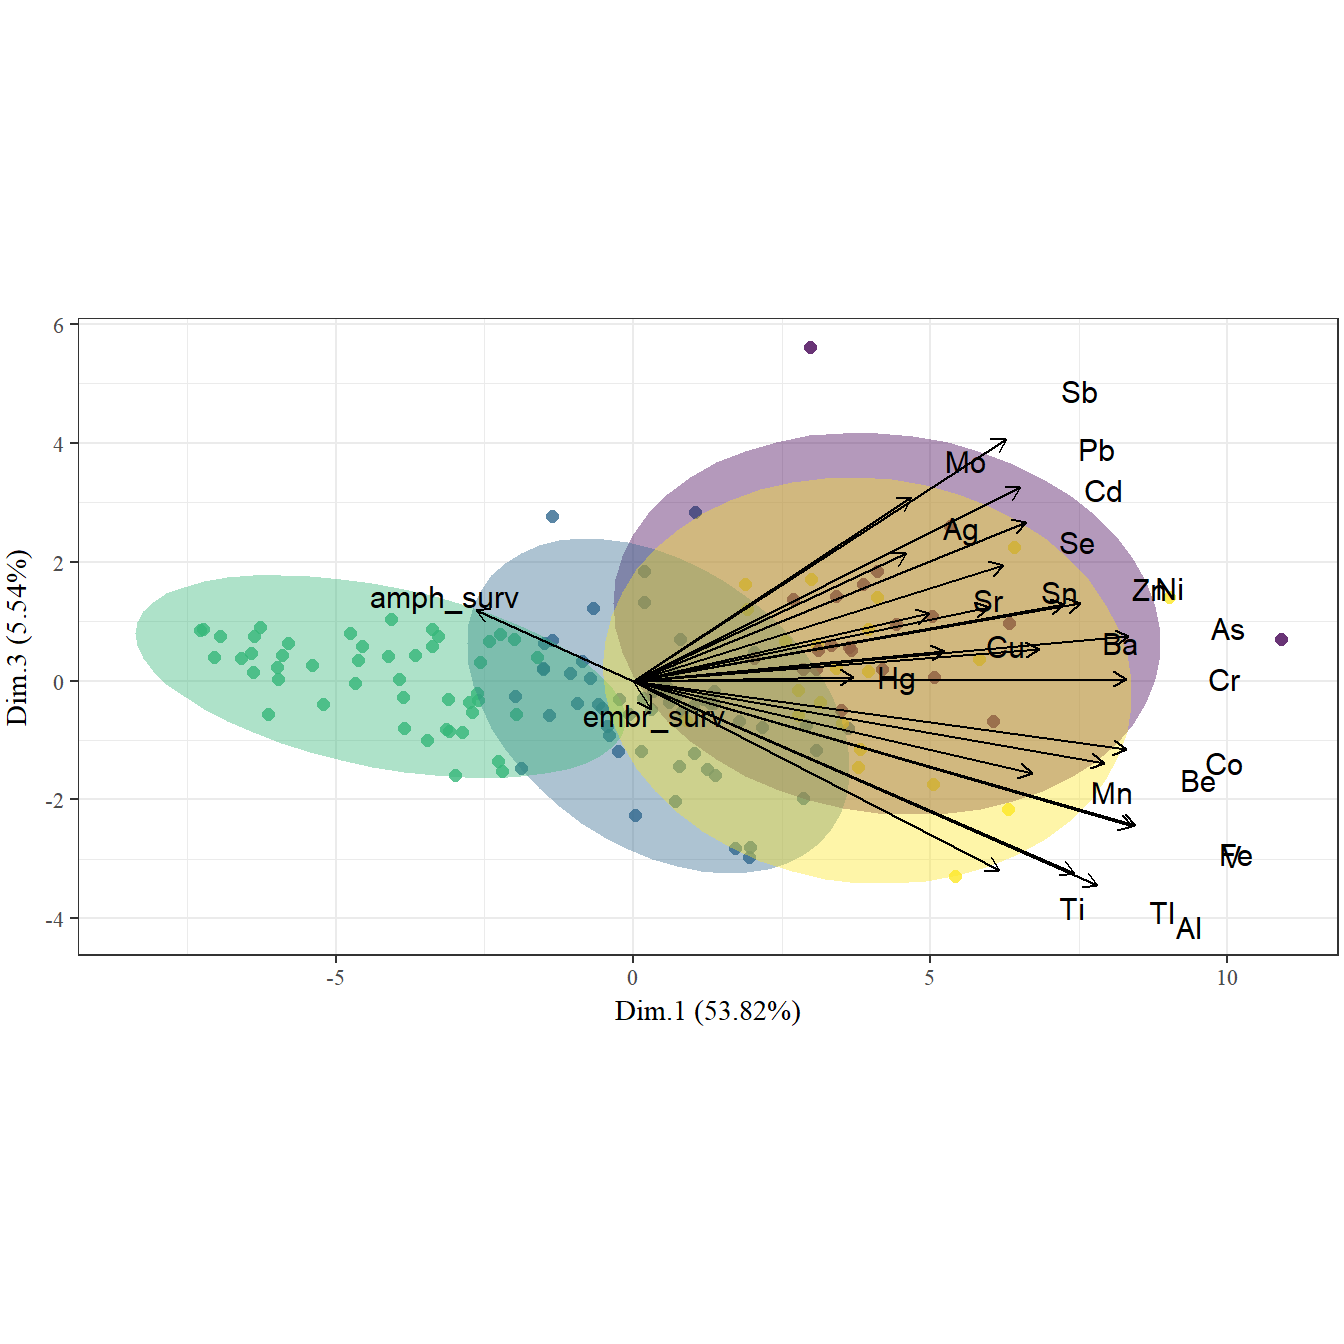 6
Sb
4
Pb
Mo
Cd
Ag
Se
2
Zn Ni
Sn
amph_surv
Sr
As
Cu
Ba
0
Hg
Cr
embr_surv
Co
Be
Mn
-2
Fe
V
Ti
Tl
-4
Al
-5
0
5
10
Dim.1 (53.82%)
Dim.3 (5.54%)